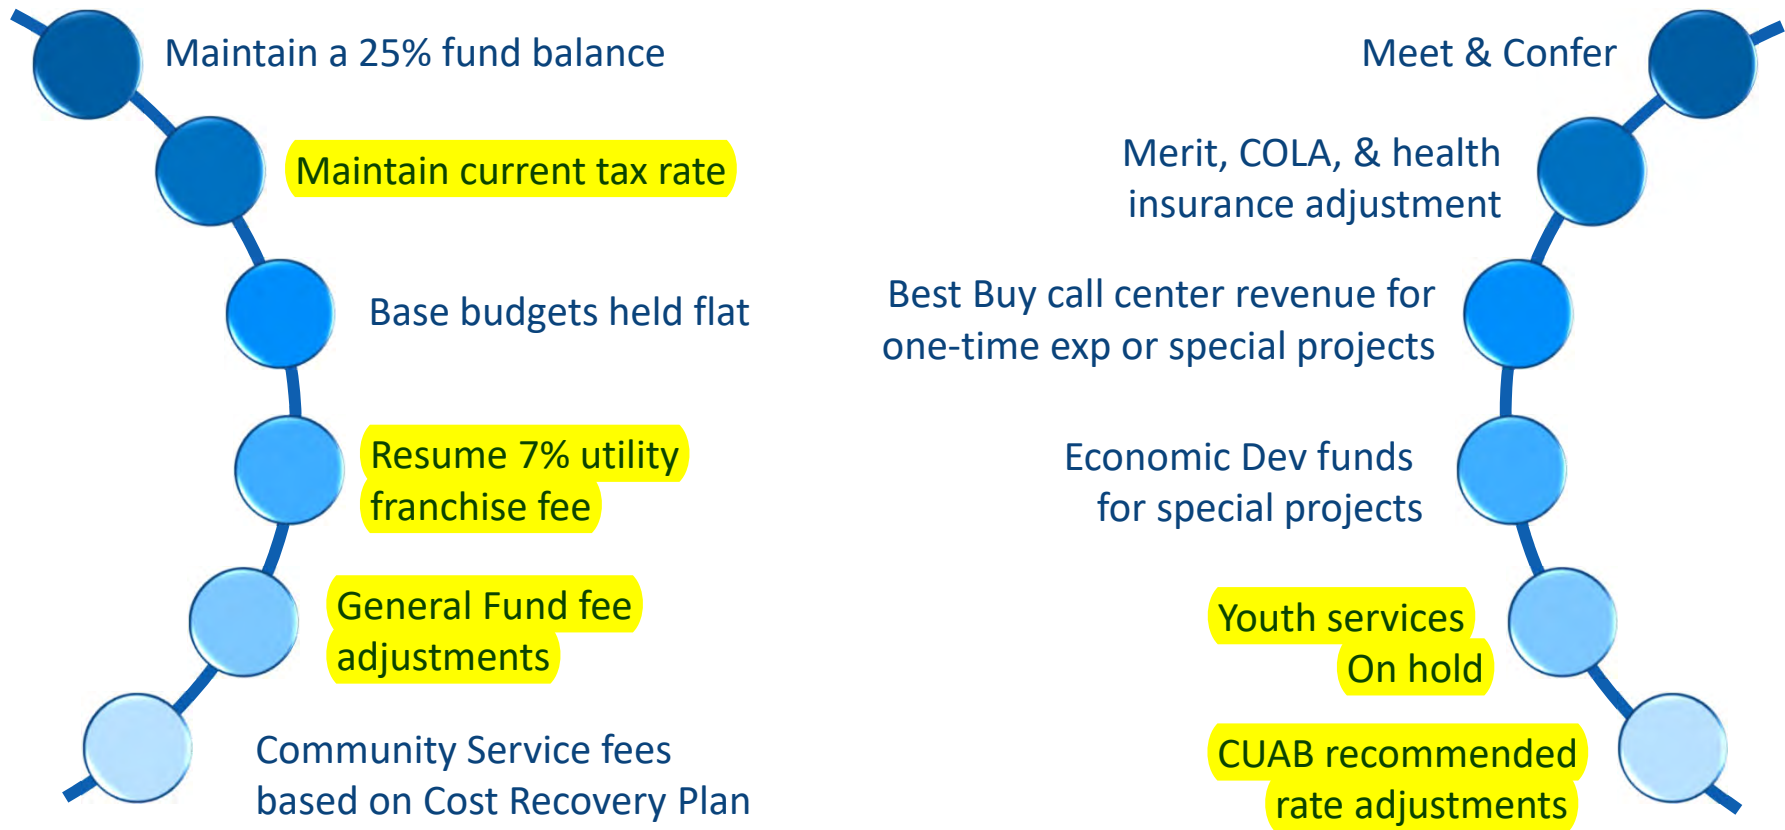 Maintain a 25% fund balance
Maintain current tax rate
Base budgets held flat
Resume 7% utility
franchise fee
General Fund fee
adjustments
Community Service fees
based on Cost Recovery Plan
Meet & Confer
Merit, COLA, & health
insurance adjustment
Best Buy call center revenue for
one-time exp or special projects
Economic Dev funds
for special projects
Youth services
On hold
CUAB recommended
rate adjustments